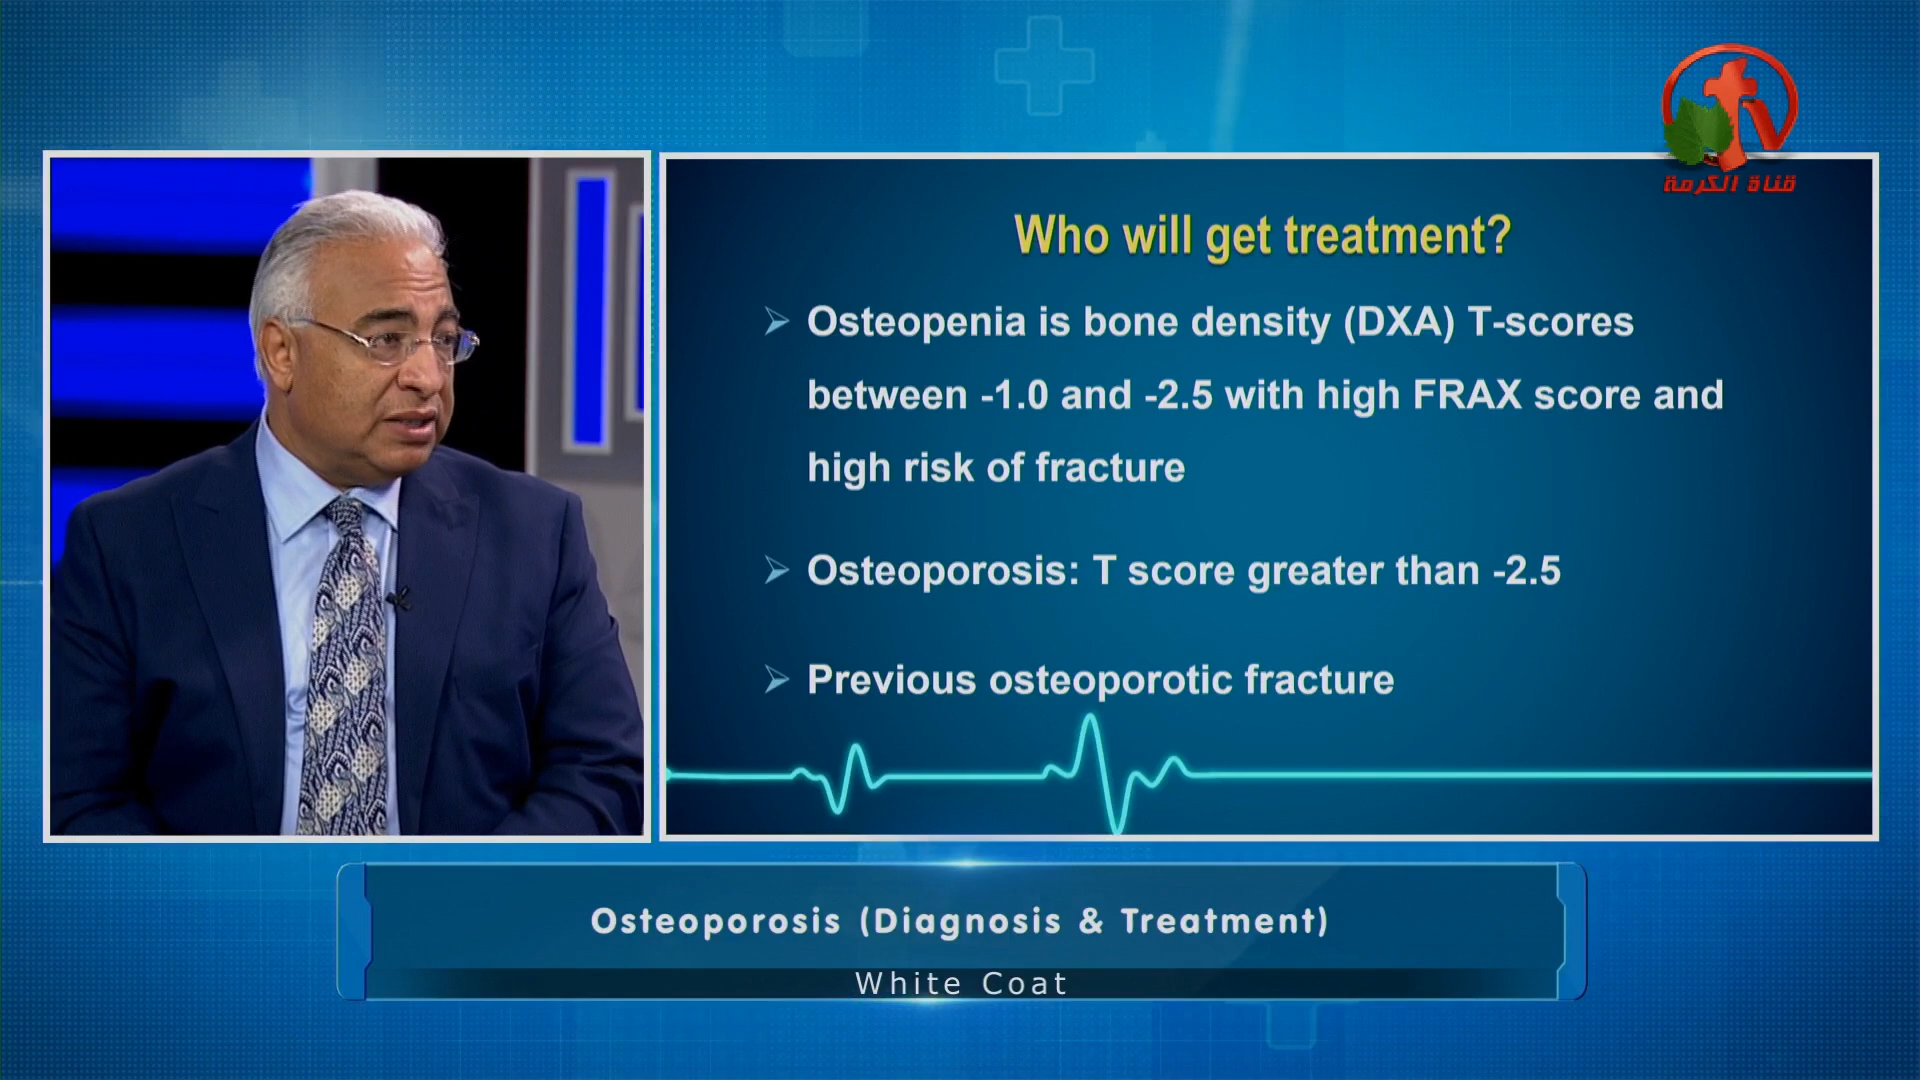 tv
قناة الكرمة
Who will get treatment?
Osteopenia is bone density (DXA) T-scores
between -1.0 and -2.5 with high FRAX score and
high risk of fracture
Osteoporosis: T score greater than -2.5
Previous osteoporotic fracture
Osteoporosis (Diagnosis & Treatment)
White Coat